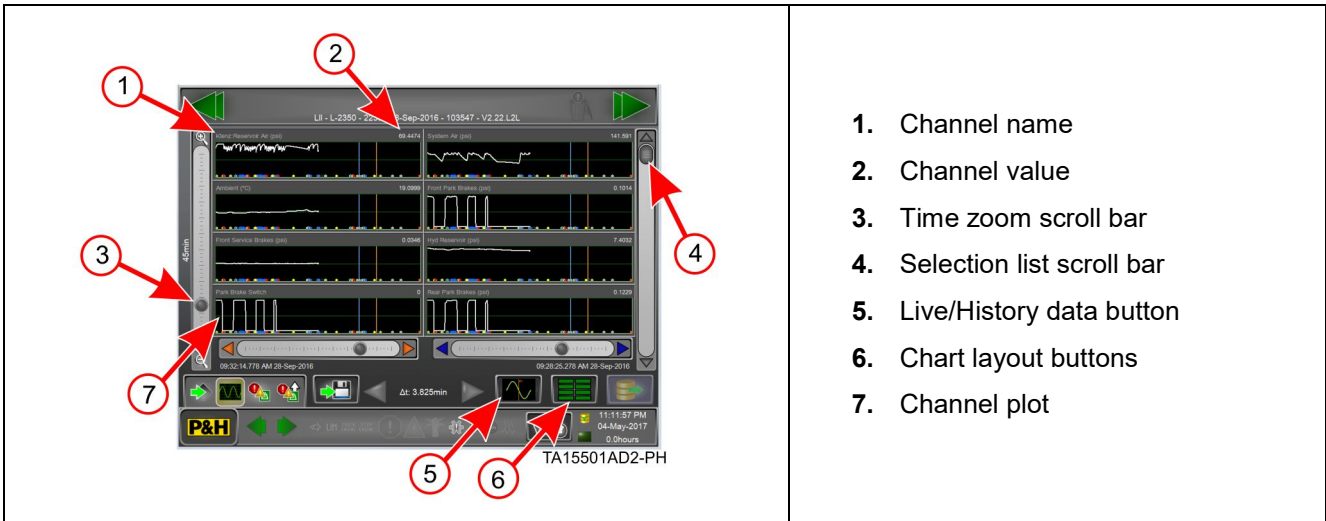 1
2
LII - L-2350 - 22 -Sep-2016 - 103547 - V2.22.L2L
Klenz Reservoir Air (psi) 69.4474
System Air (psi) 141.591
Ambient (°C) 19.0999
Front Park Brakes (psi) 0.1014
Front Service Brakes (psi) 0.0346
Hyd Reservoir (psi) 7.4032
Park Brake Switch 0
Rear Park Brakes (psi) 0.1229
45min
3
4
09:32:14.778 AM 28-Sep-2016
09:28:25.278 AM 28-Sep-2016
7
Δt: 3.825min
P&H
LIM
11:11:57 PM
04-May-2017
0.0hours
TA15501AD2-PH
5
6
1. Channel name
2. Channel value
3. Time zoom scroll bar
4. Selection list scroll bar
5. Live/History data button
6. Chart layout buttons
7. Channel plot